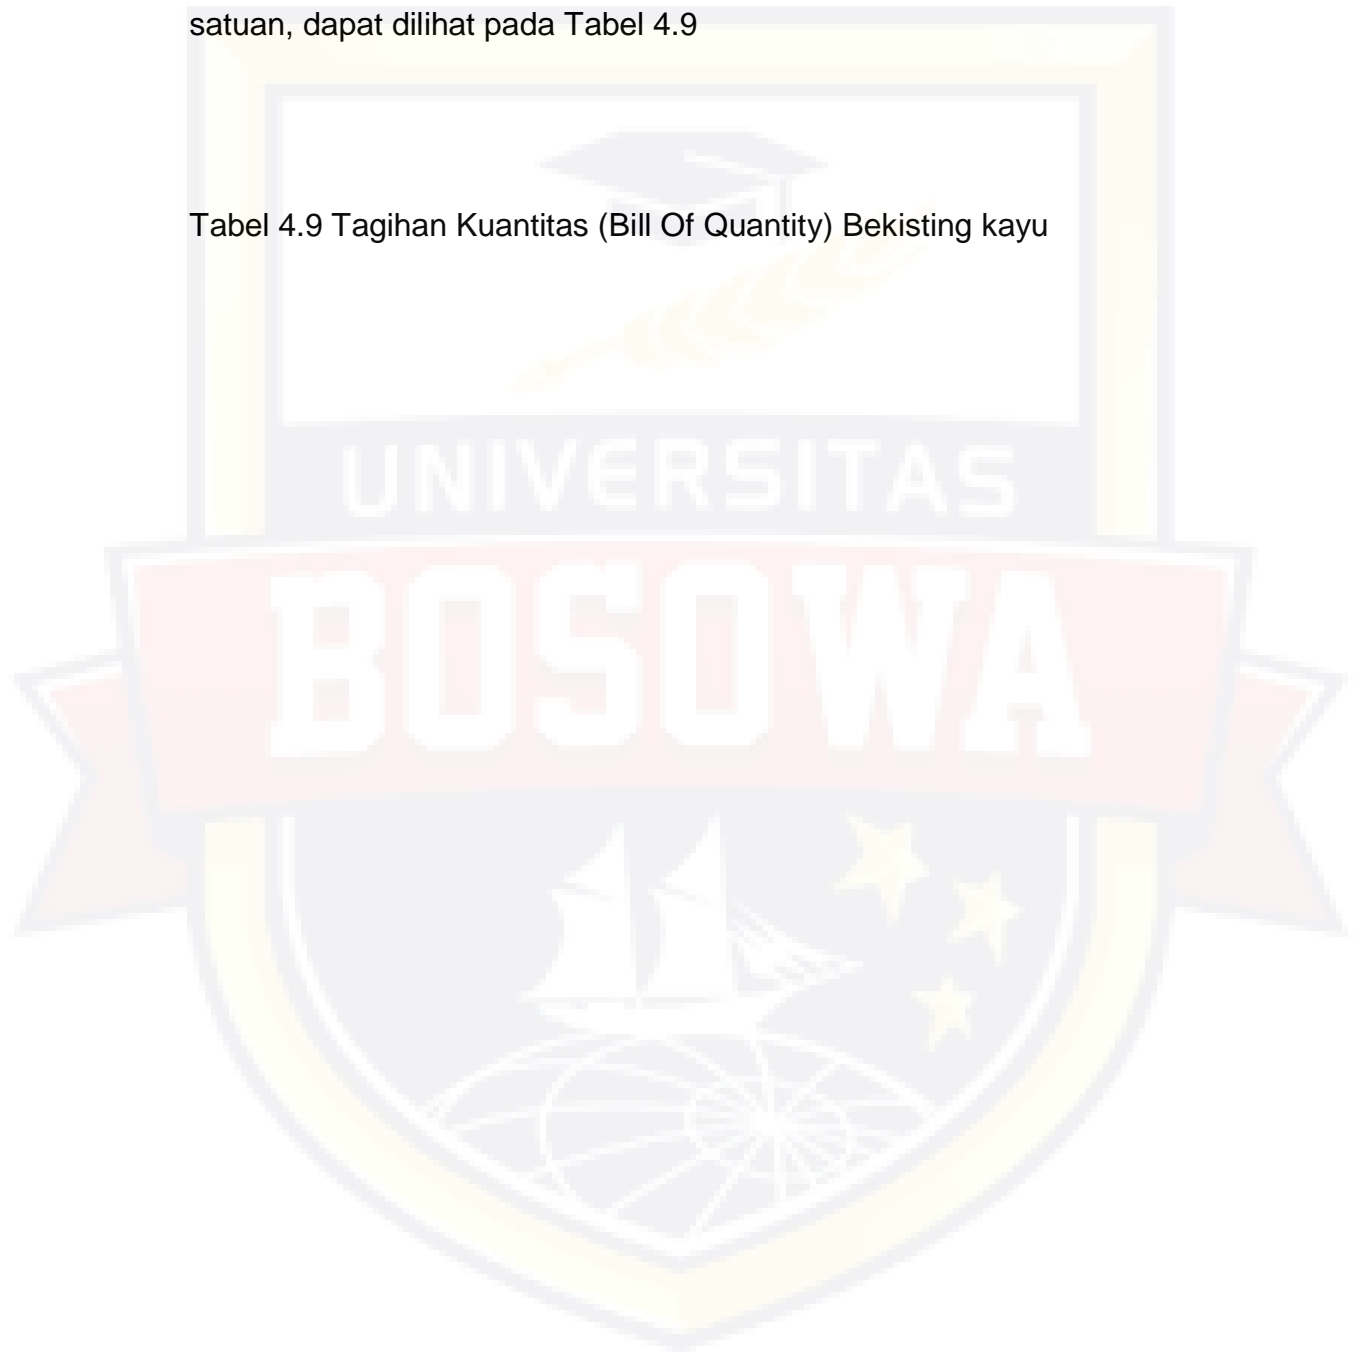 satuan, dapat dilihat pada Tabel 4.9
Tabel 4.9 Tagihan Kuantitas (Bill Of Quantity) Bekisting kayu
UNIVERSITAS
BOSOWA